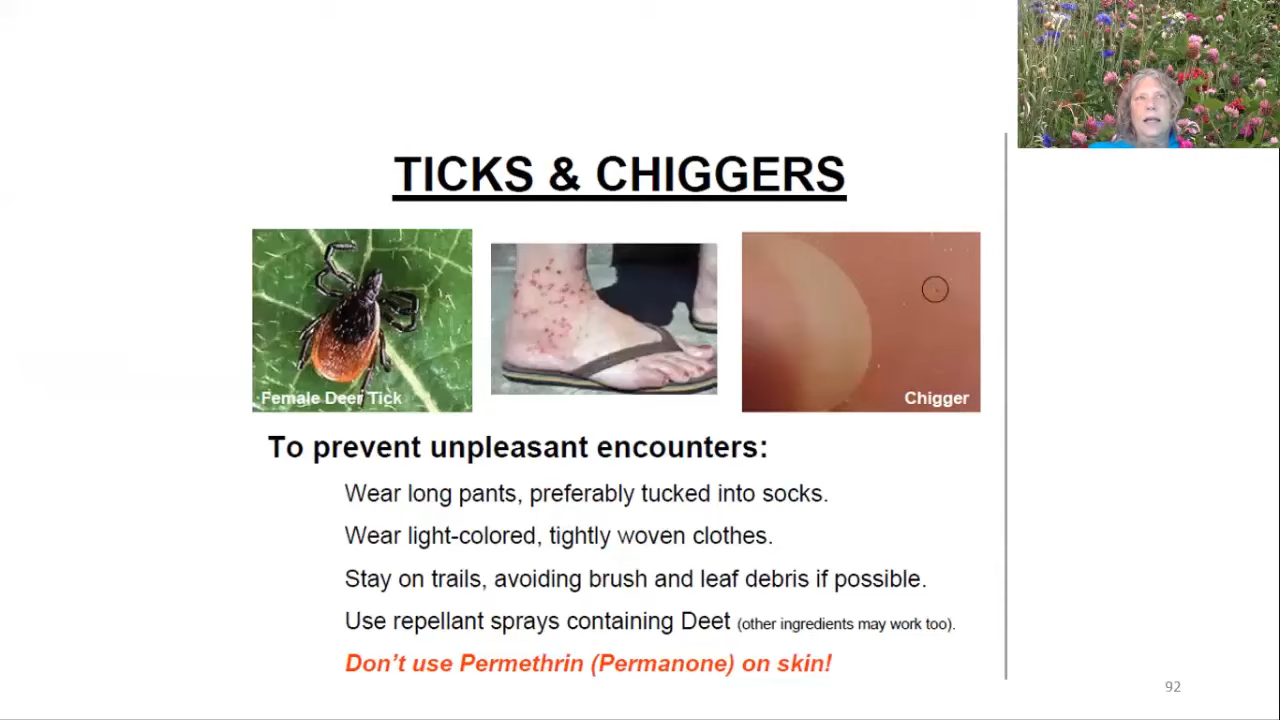 TICKS & CHIGGERS
Female Deer Tick
Chigger
To prevent unpleasant encounters:
Wear long pants, preferably tucked into socks.
Wear light-colored, tightly woven clothes.
Stay on trails, avoiding brush and leaf debris if possible.
Use repellant sprays containing Deet (other ingredients may work too).
Don't use Permethrin (Permanone) on skin!
92